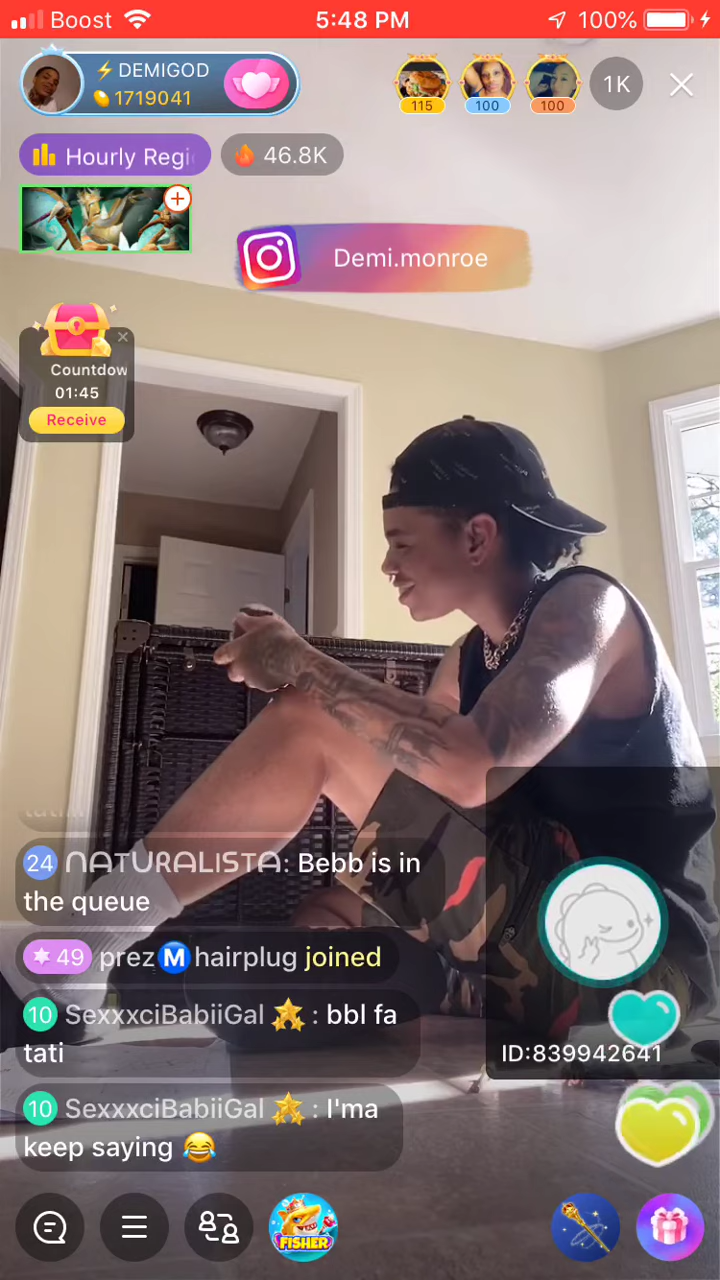 Boost 5:48 PM 100%
DEMIGOD
1719041
115 100 100 1K
Hourly Regi
46.8K
Demi.monroe
Countdow
01:45
Receive
24 NATURALISTA: Bebb is in
the queue
49 prez M hairplug joined
10 SexxxciBabiiGal : bbl fa
tati
ID:839942641
10 SexxxciBabiiGal : I'ma
keep saying 😂
FISHER